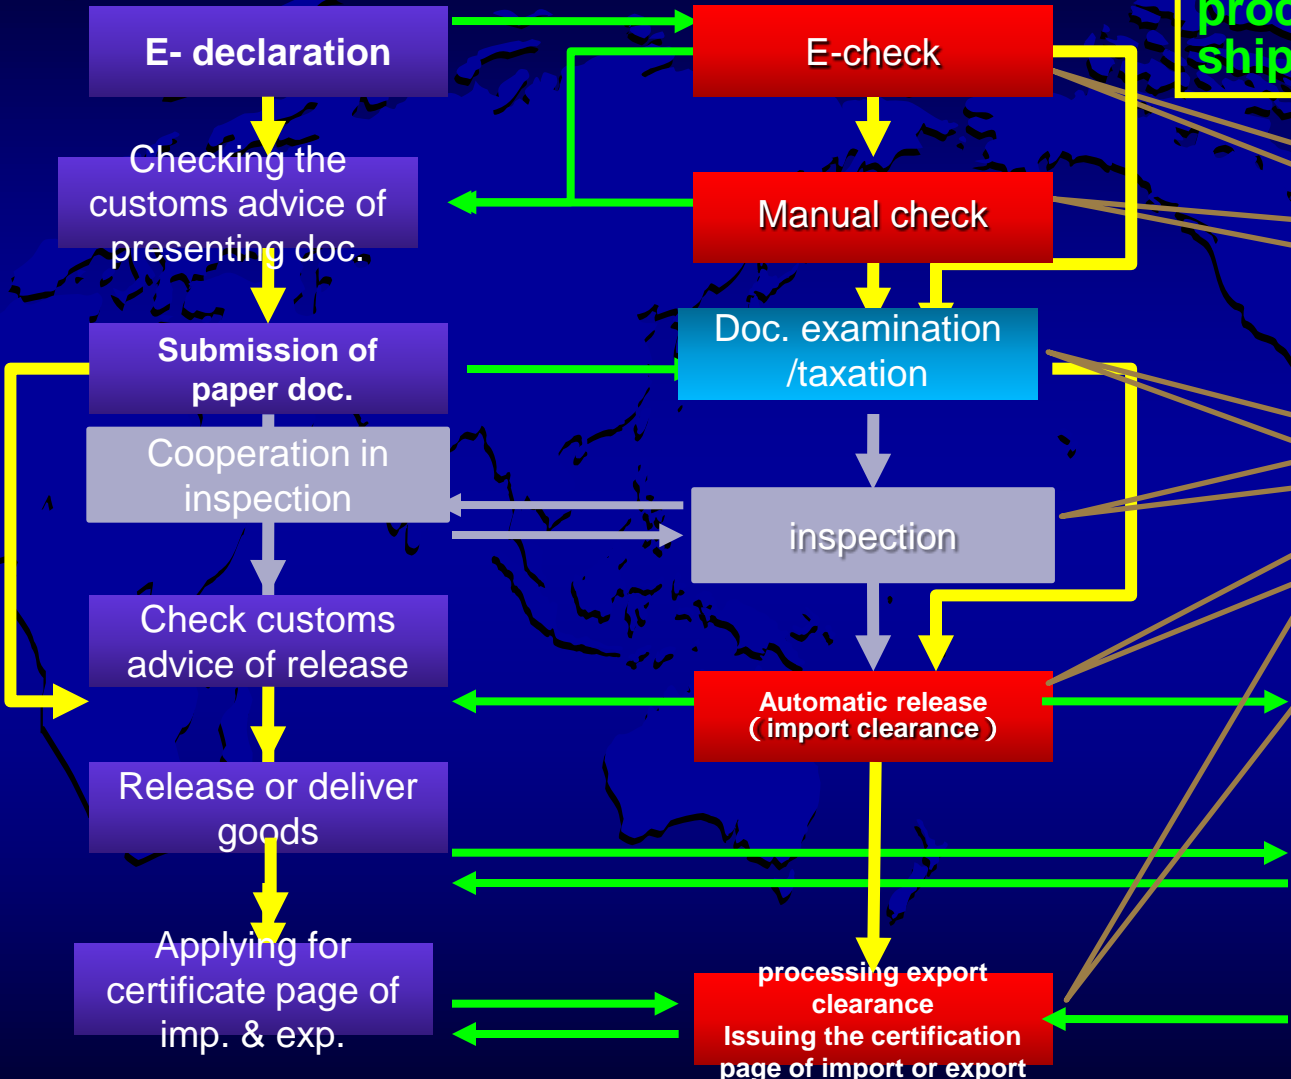 proc
ship
E- declaration
E-check
Checking the
customs advice of
presenting doc.
Manual check
Submission of
paper doc.
Doc. examination
/taxation
Cooperation in
inspection
inspection
Check customs
advice of release
Automatic release
（import clearance）
Release or deliver
goods
Applying for
certificate page of
imp. & exp.
processing export
clearance
Issuing the certification
page of import or export